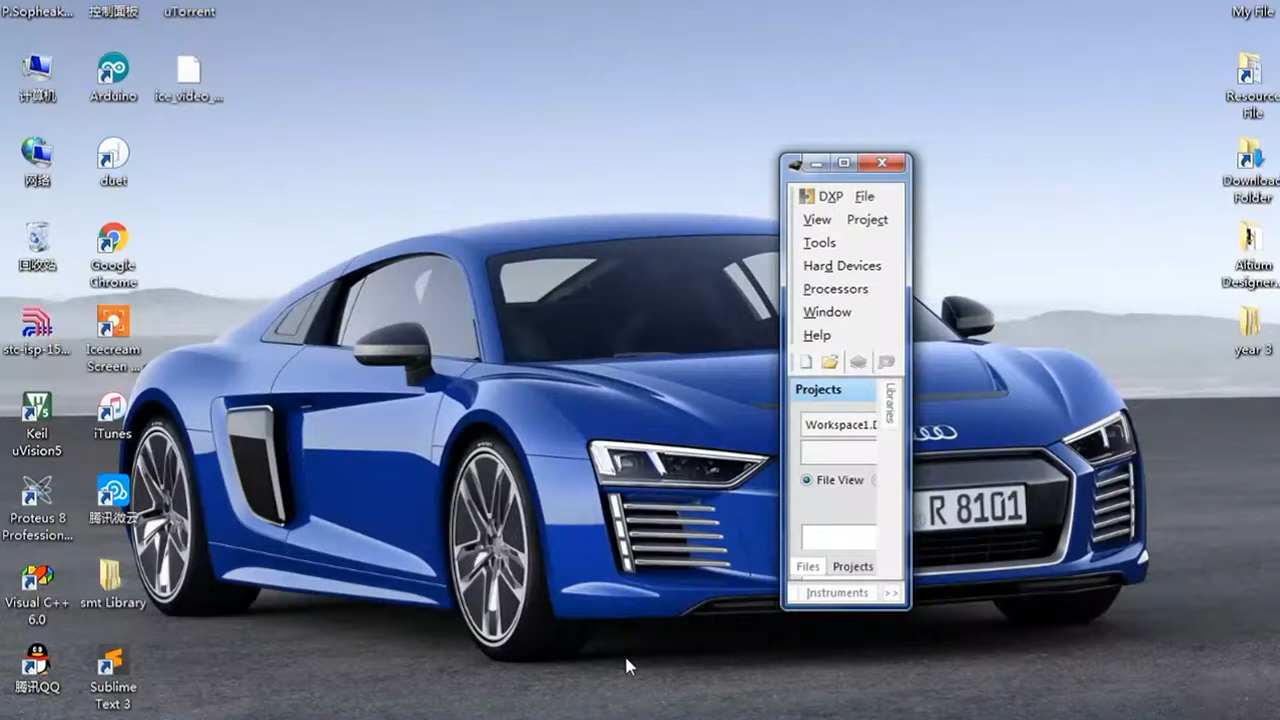 P.Sopheak...
控制面板
uTorrent
计算机
Arduino
ice_video_...
网络
duet
回收站
Google
Chrome
stc-isp-15...
Icecream
Screen ...
Keil
uVision5
iTunes
Proteus 8
Professional...
腾讯微云
Visual C++
6.0
smt Library
腾讯QQ
Sublime
Text 3
DXP File
View Project
Tools
Hard Devices
Processors
Window
Help
Projects
Libraries
Workspace1.D
File View
Files Projects
Instruments >>
R 8101
My File
Resource
File
Download
Folder
Altium
Designer...
year 3